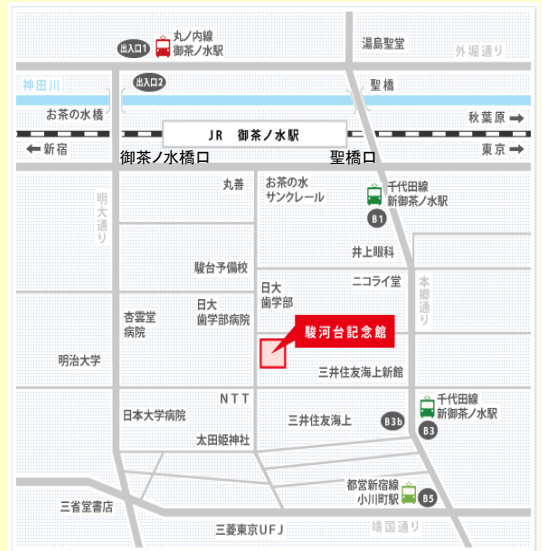 丸ノ内線
出入口1
御茶ノ水駅
湯島聖堂
外堀通り
神田川
出入口2
聖橋
お茶の水橋
秋葉原
JR 御茶ノ水駅
新宿
東京
御茶ノ水橋口
聖橋口
丸善
お茶の水
サンクレール
千代田線
新御茶ノ水駅
B1
明大通り
井上眼科
駿台予備校
ニコライ堂
本郷通り
日大
歯学部
日大
歯学部病院
杏雲堂
病院
駿河台記念館
明治大学
三井住友海上新館
NTT
日本大学病院
太田姫神社
三井住友海上
B3b
千代田線
新御茶ノ水駅
B3
都営新宿線
小川町駅
B5
三省堂書店
三菱東京UFJ
靖国通り